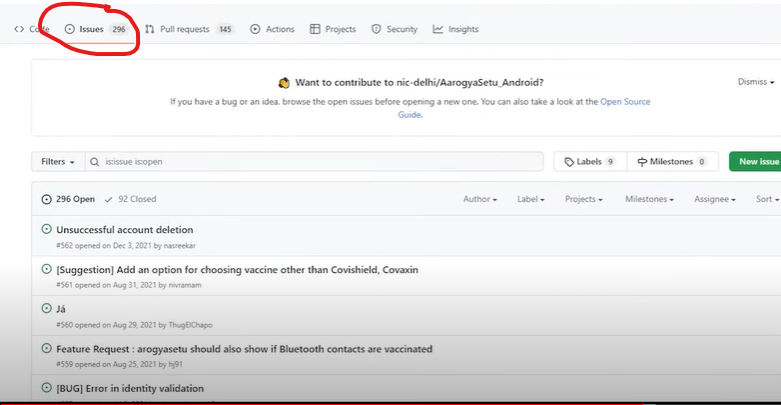 Code Issues 296 Pull requests 145 Actions Projects Security Insights
Want to contribute to nic-delhi/AarogyaSetu_Android?
Dismiss
If you have a bug or an idea, browse the open issues before opening a new one. You can also take a look at the Open Source
Guide.
Filters is:issue is:open Labels 9 Milestones 0 New issue
296 Open 92 Closed Author Label Projects Milestones Assignee Sort
Unsuccessful account deletion
#562 opened on Dec 3, 2021 by nasreekar
[Suggestion] Add an option for choosing vaccine other than Covishield, Covaxin
#561 opened on Aug 31, 2021 by nivramam
Já
#560 opened on Aug 29, 2021 by ThugElChapo
Feature Request : arogyasetu should also show if Bluetooth contacts are vaccinated
#559 opened on Aug 25, 2021 by hj91
[BUG] Error in identity validation